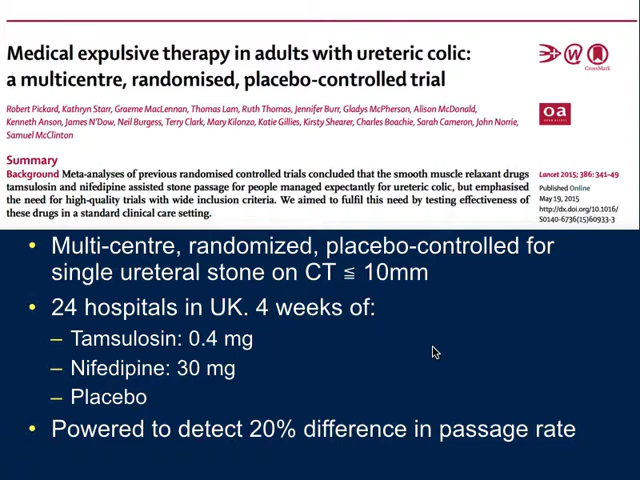 Medical expulsive therapy in adults with ureteric colic:
a multicentre, randomised, placebo-controlled trial
CrossMark
Robert Pickard, Kathryn Starr, Graeme MacLennan, Thomas Lam, Ruth Thomas, Jennifer Burr, Gladys McPherson, Alison McDonald,
Kenneth Anson, James N'Dow, Neil Burgess, Terry Clark, Mary Kilonzo, Katie Gillies, Kirsty Shearer, Charles Boachie, Sarah Cameron, John Norrie,
Samuel McClinton
oa
OPEN ACCESS
Summary
Background Meta-analyses of previous randomised controlled trials concluded that the smooth muscle relaxant drugs
tamsulosin and nifedipine assisted stone passage for people managed expectantly for ureteric colic, but emphasised
the need for high-quality trials with wide inclusion criteria. We aimed to fulfil this need by testing effectiveness of
these drugs in a standard clinical care setting.
Lancet 2015; 386: 341–49
Published Online
May 19, 2015
http://dx.doi.org/10.1016/
S0140-6736(15)60933-3
• Multi-centre, randomized, placebo-controlled for
single ureteral stone on CT ≦ 10mm
• 24 hospitals in UK. 4 weeks of:
– Tamsulosin: 0.4 mg
– Nifedipine: 30 mg
– Placebo
• Powered to detect 20% difference in passage rate